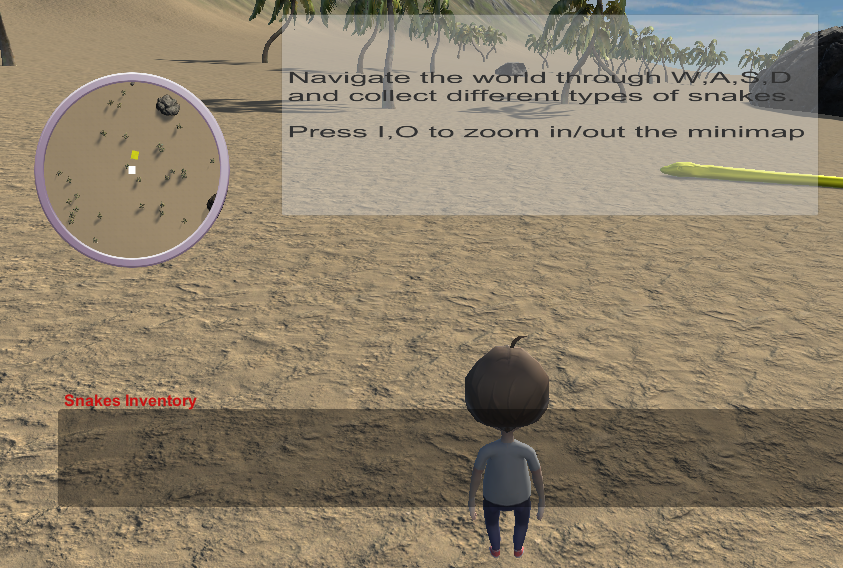 Navigate the world through W,A,S,D
and collect different types of snakes.
Press I,O to zoom in/out the minimap
Snakes Inventory